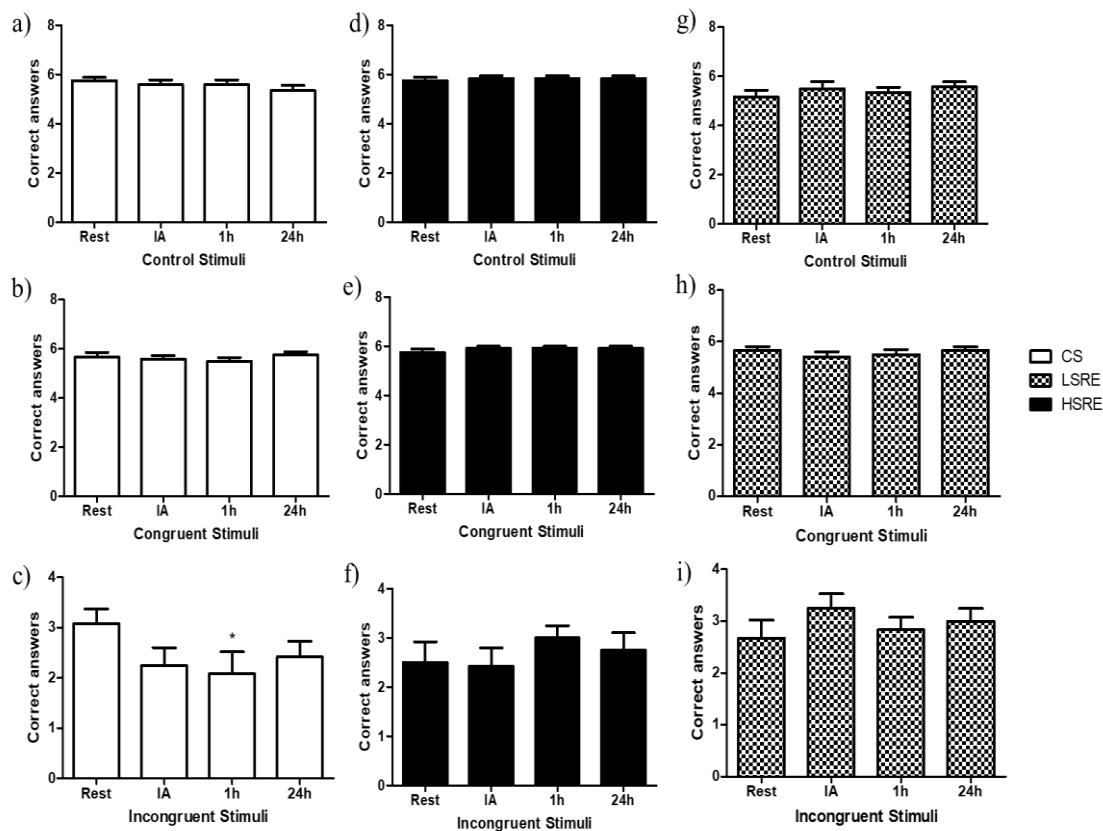 a)
8
6
4
2
0
Correct answers
Rest IA 1h 24h
Control Stimuli
d)
8
6
4
2
0
Correct answers
Rest IA 1h 24h
Control Stimuli
g)
8
6
4
2
0
Correct answers
Rest IA 1h 24h
Control Stimuli
b)
8
6
4
2
0
Correct answers
Rest IA 1h 24h
Congruent Stimuli
e)
8
6
4
2
0
Correct answers
Rest IA 1h 24h
Congruent Stimuli
h)
8
6
4
2
0
Correct answers
Rest IA 1h 24h
Congruent Stimuli
CS
LSRE
HSRE
c)
4
3
2
1
0
Correct answers
*
Rest IA 1h 24h
Incongruent Stimuli
f)
4
3
2
1
0
Correct answers
Rest IA 1h 24h
Incongruent Stimuli
i)
4
3
2
1
0
Correct answers
Rest IA 1h 24h
Incongruent Stimuli